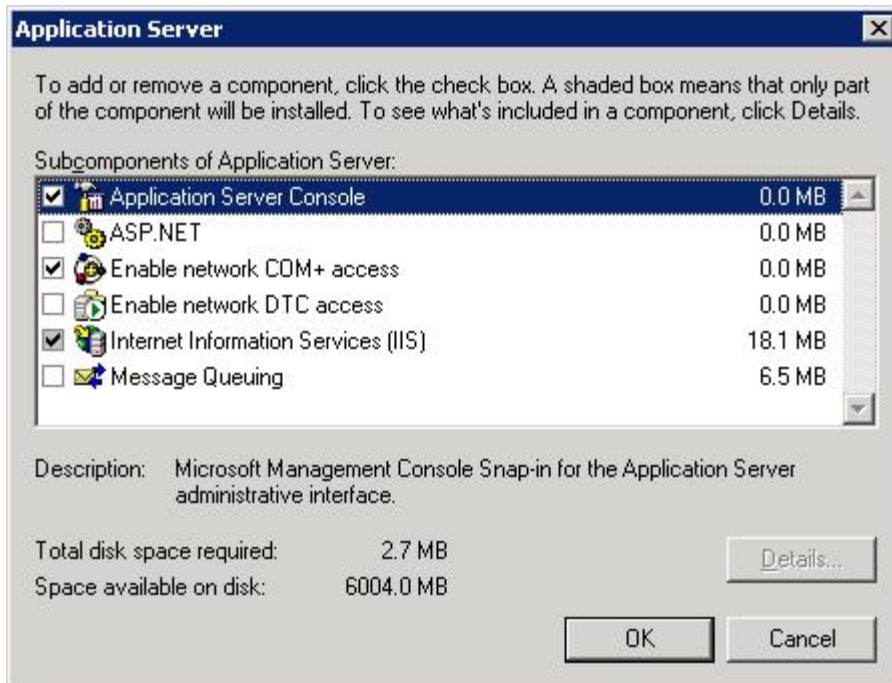 Application Server
To add or remove a component, click the check box. A shaded box means that only part
of the component will be installed. To see what's included in a component, click Details.
Subcomponents of Application Server:
Application Server Console 0.0 MB
ASP.NET 0.0 MB
Enable network COM+ access 0.0 MB
Enable network DTC access 0.0 MB
Internet Information Services (IIS) 18.1 MB
Message Queuing 6.5 MB
Description: Microsoft Management Console Snap-in for the Application Server
administrative interface.
Total disk space required: 2.7 MB
Space available on disk: 6004.0 MB
Details...
OK Cancel